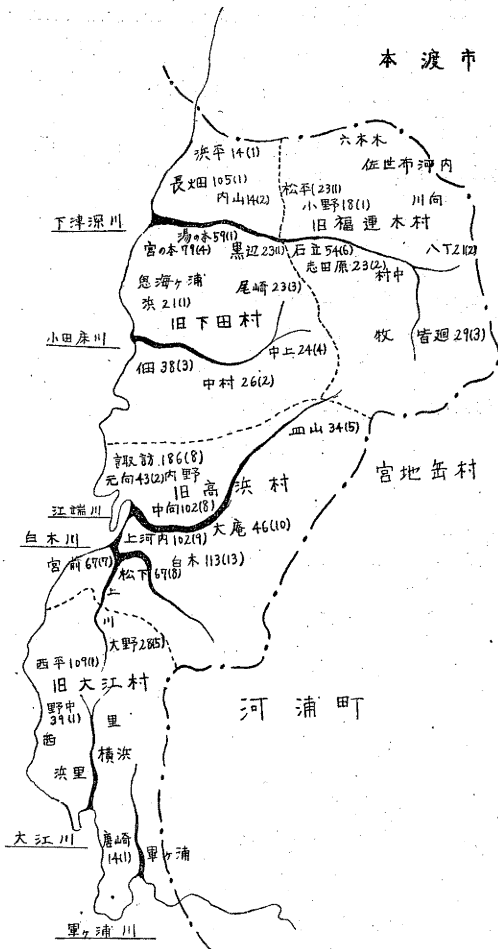 本渡市
六本木
浜平14(1)
佐世布河内
長畑105(1)
松平(23)(1)
川向
内山14(2)
小野18(1)
旧福連木村
下津深川
湯の本59(1)
宮の本79(4)
黒辺23(1)
石立54(6)
八丁21(2)
志田原23(2)
村中
鬼海ヶ浦
尾崎23(3)
浜21(1)
旧下田村
牧
皆廻29(3)
小田床川
中上24(4)
佃38(3)
中村26(2)
皿山34(5)
諏訪186(8)
宮地岳村
元向43(2)
内野
旧高浜村
江端川
中向102(8)
大庵46(10)
白木川
上河内102(9)
宮前67(7)
松下67(8)
白木113(13)
上川
大野28(5)
西平109(1)
旧大江村
河浦町
野中39(1)
里
西
横浜
浜里
大江川
唐崎14(1)
軍ヶ浦
軍ヶ浦川